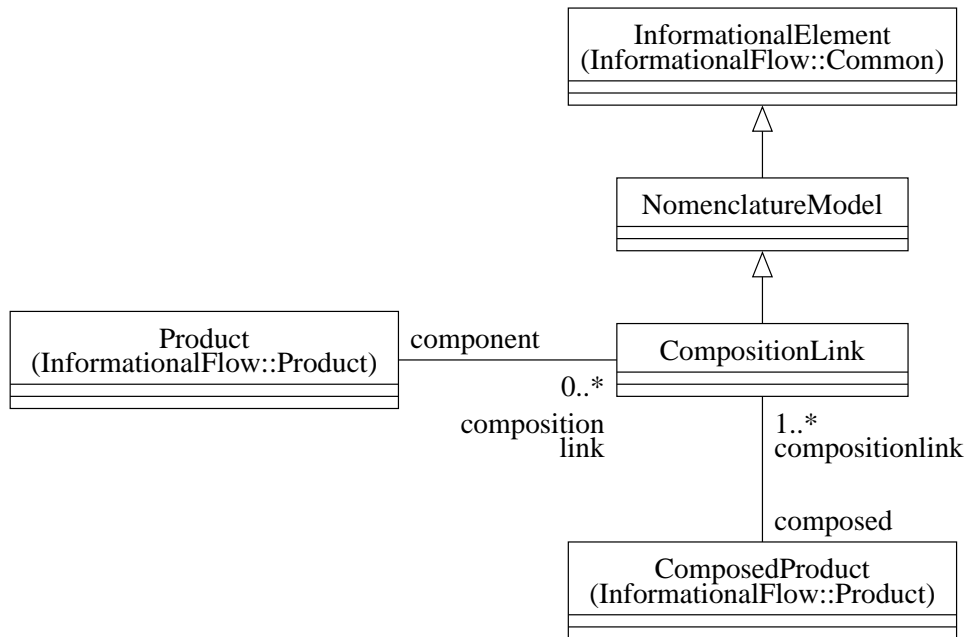 InformationalElement
(InformationalFlow::Common)
NomenclatureModel
Product
(InformationalFlow::Product)
component
CompositionLink
0..*
composition
link
1..*
compositionlink
composed
ComposedProduct
(InformationalFlow::Product)